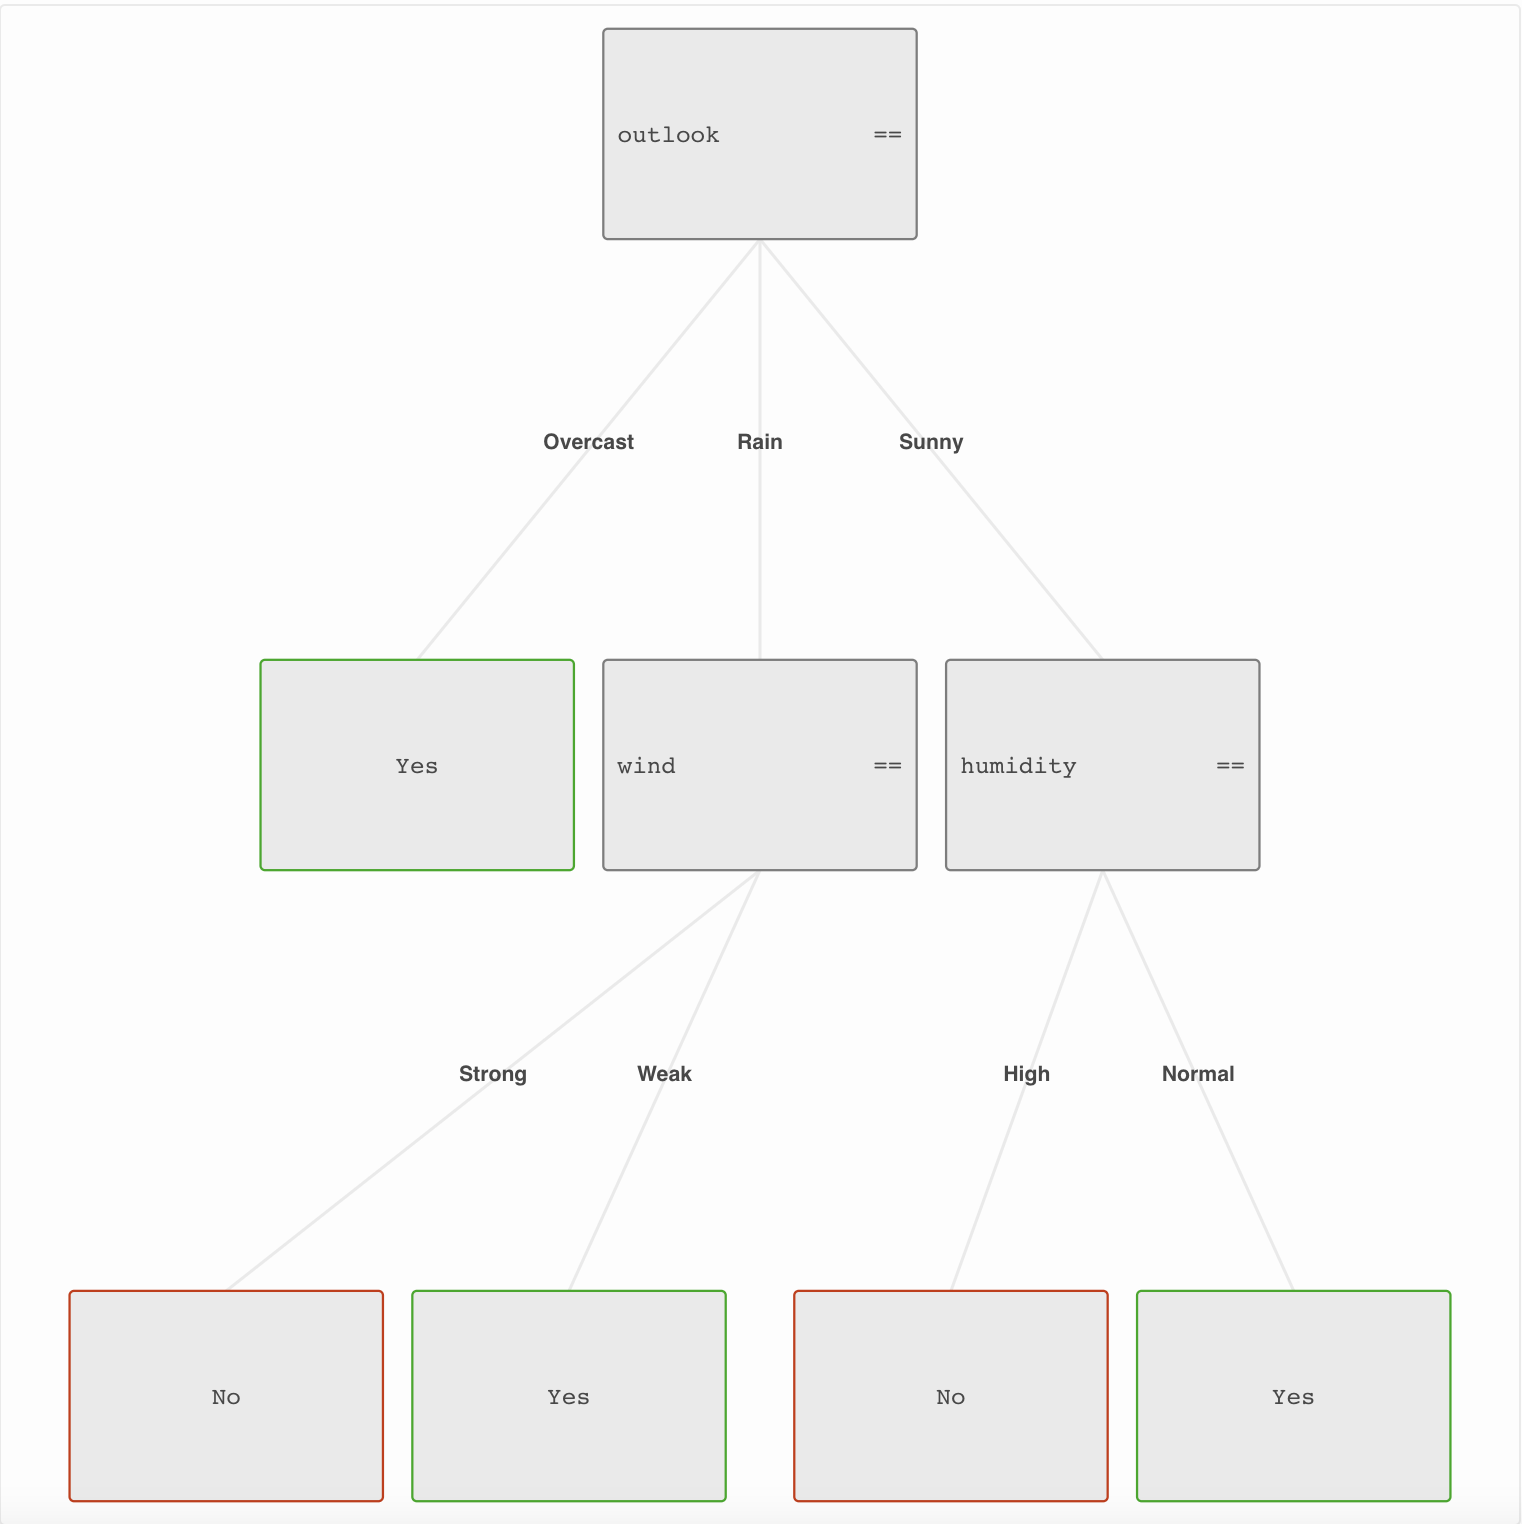 outlook ==
Overcast Rain Sunny
Yes wind == humidity ==
Strong Weak High Normal
No Yes No Yes